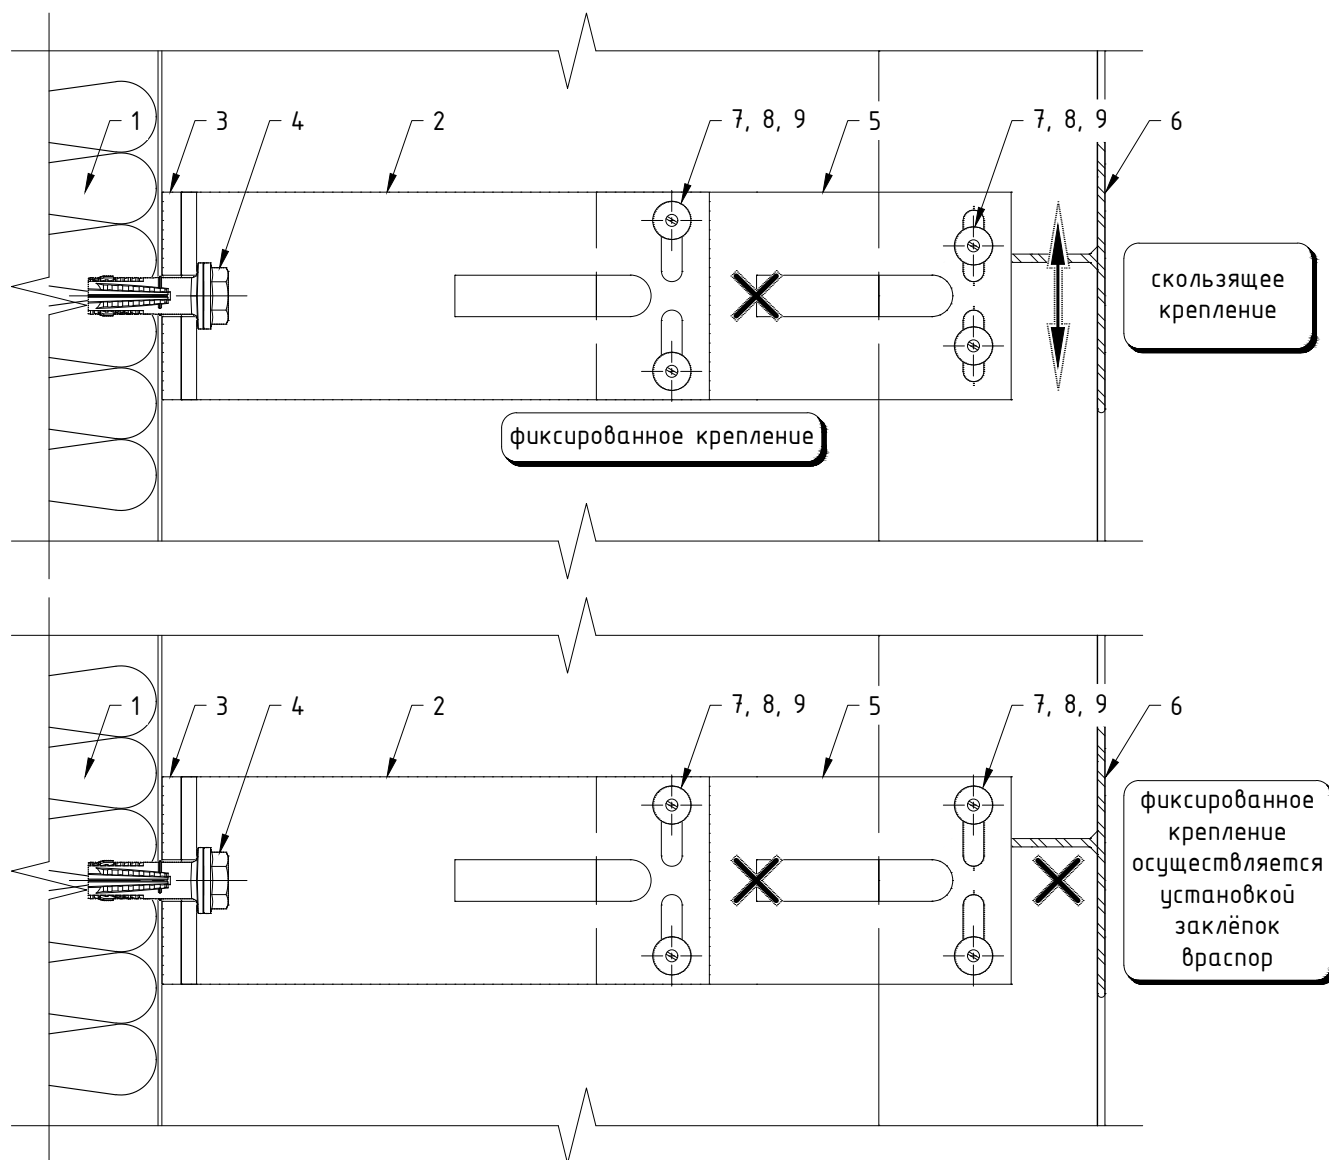 1
3
4
2
7, 8, 9
5
7, 8, 9
6
скользящее
крепление
фиксированное крепление
1
3
4
2
7, 8, 9
5
7, 8, 9
6
фиксированное
крепление
осуществляется
установкой
заклёпок
враспор